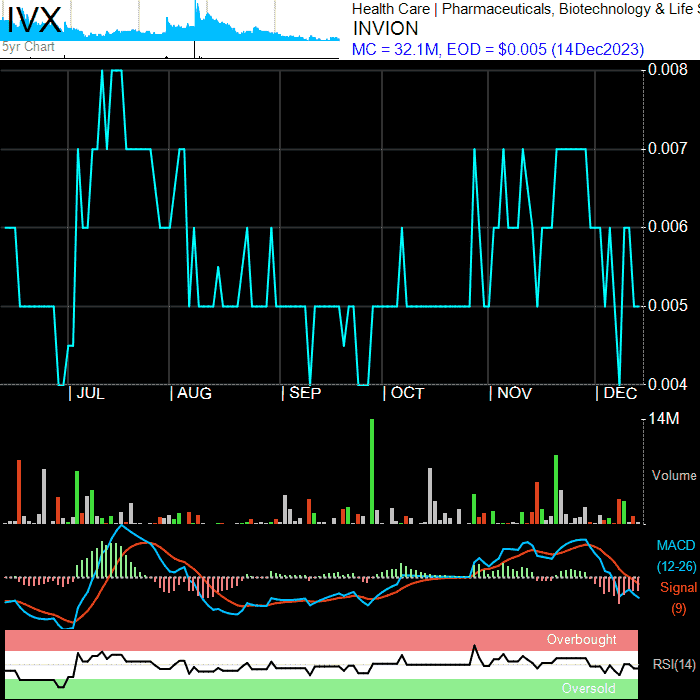 IVX
5yr Chart
Health Care | Pharmaceuticals, Biotechnology & Life
INVION
MC = 32.1M, EOD = $0.005 (14Dec2023)
0.008
0.007
0.006
0.005
0.004
| JUL | AUG | SEP | OCT | NOV | DEC
14M
Volume
MACD
(12-26)
Signal
(9)
Overbought
RSI(14)
Oversold